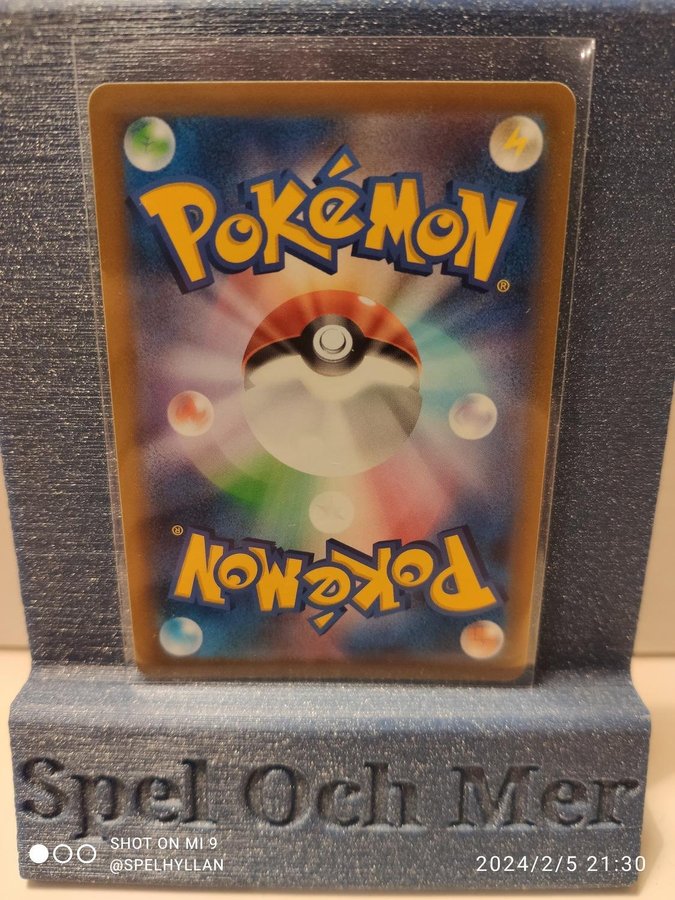 POKéMON
®
®
POKéMON
Spel Och Mer
SHOT ON MI 9
@SPELHYLLAN
2024/2/5 21:30